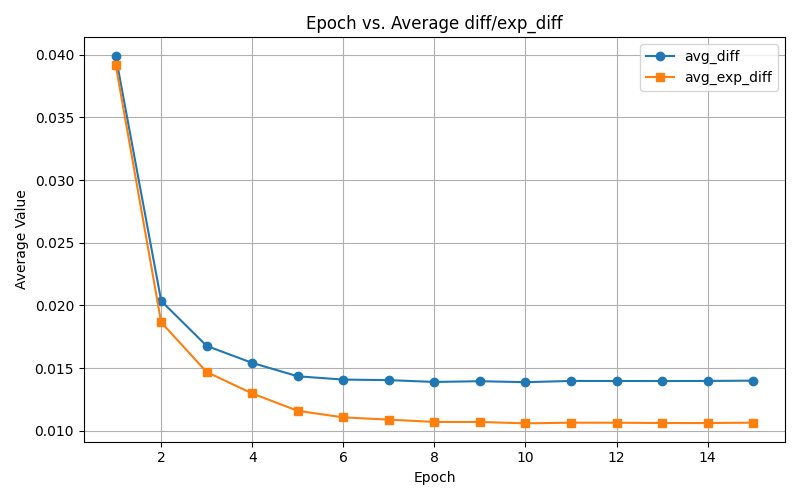 Epoch vs. Average diff/exp_diff
avg_diff
avg_exp_diff
Average Value
0.040
0.035
0.030
0.025
0.020
0.015
0.010
2 4 6 8 10 12 14
Epoch